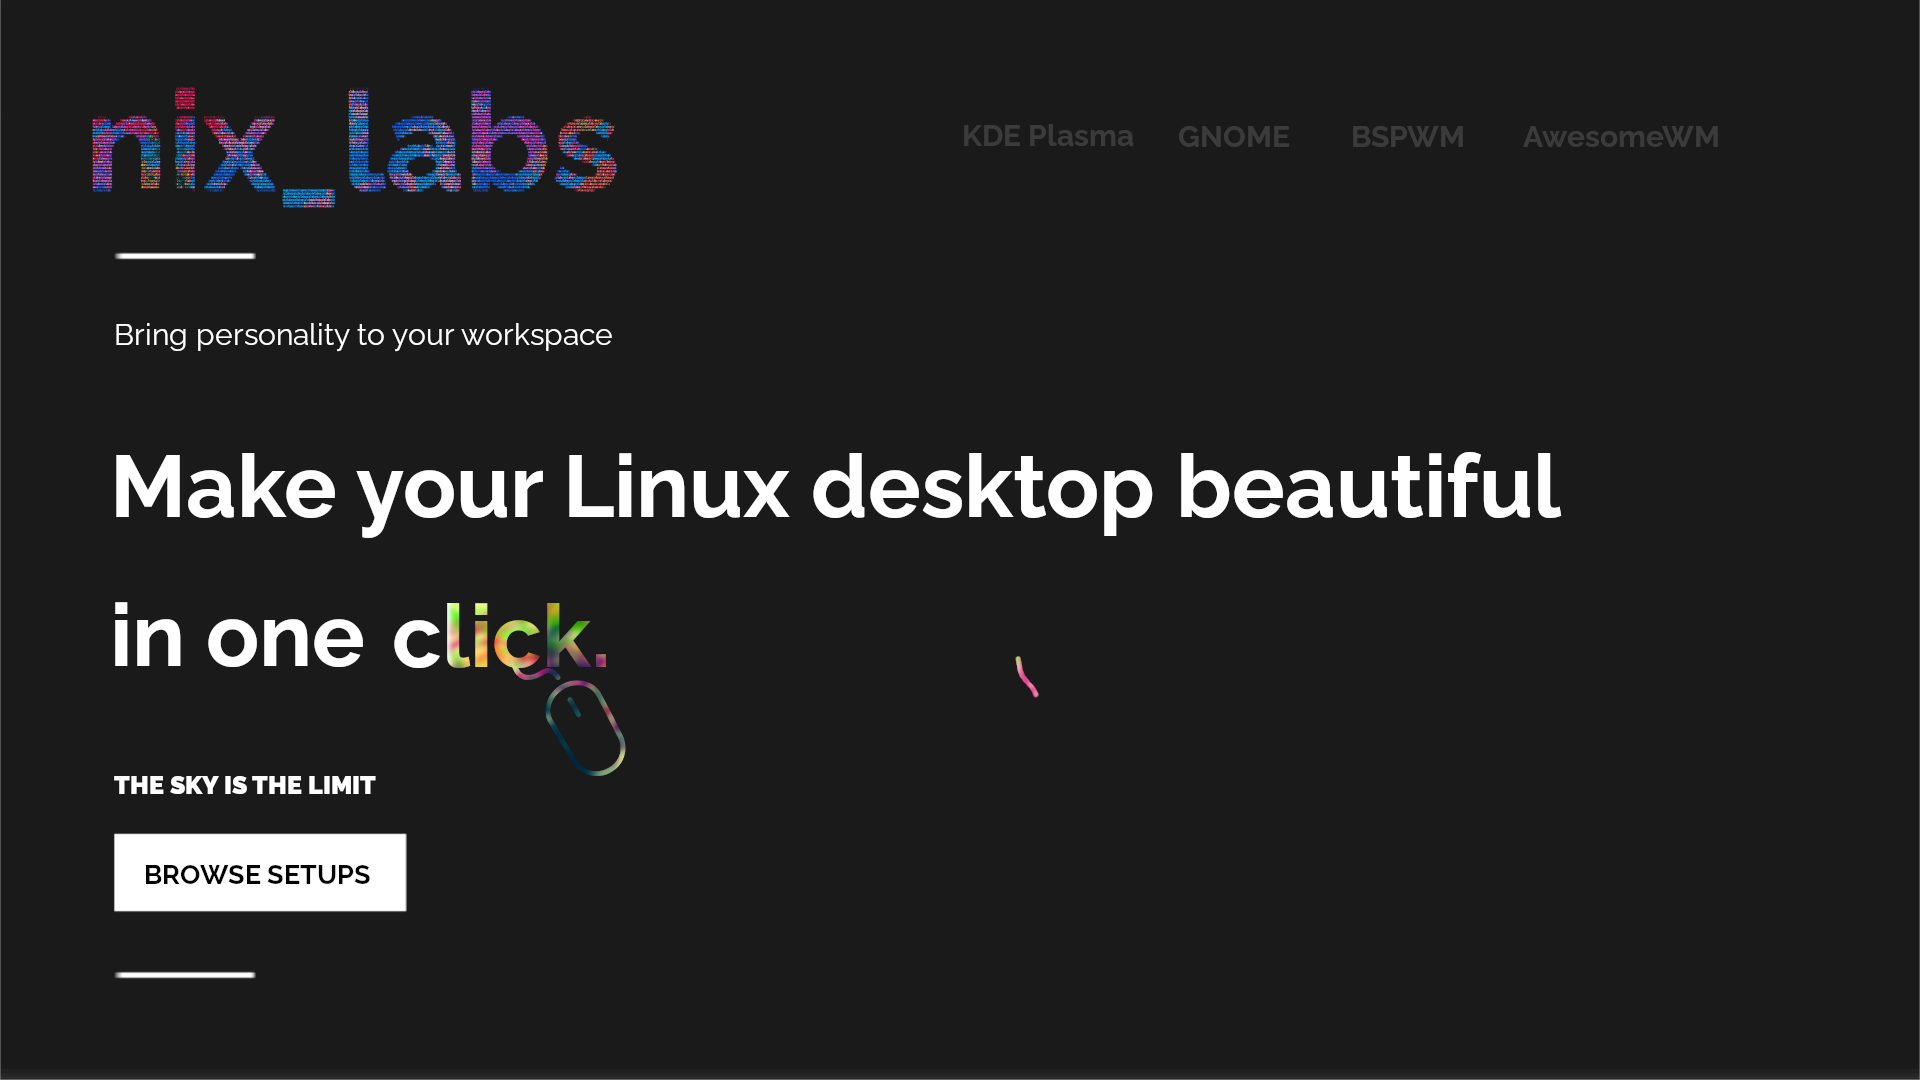 nix_labs
KDE Plasma GNOME BSPWM AwesomeWM
Bring personality to your workspace
Make your Linux desktop beautiful
in one click.
THE SKY IS THE LIMIT
BROWSE SETUPS